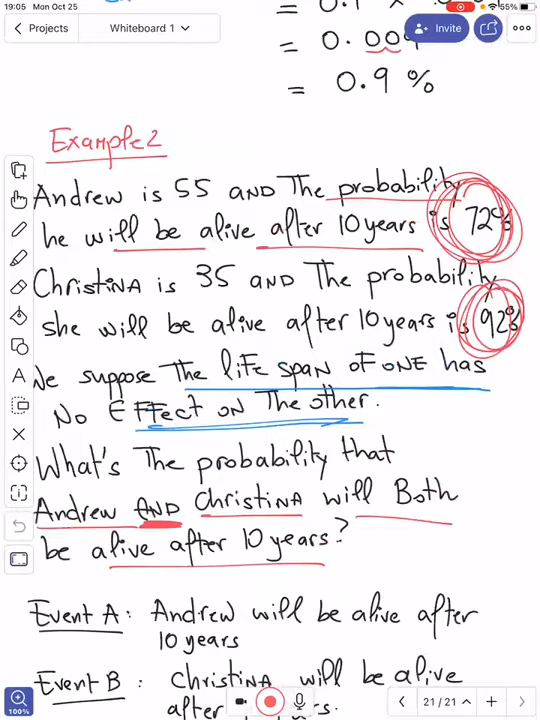 19:05 Mon Oct 25
55%
Projects
Whiteboard 1
Invite
= 0.009
= 0.9 %
Example 2
Andrew is 55 AND The probability
he will be alive after 10 years is 72%
Christina is 35 AND The probability
she will be alive after 10 years is 92%
We suppose The life span of ONE has
No Effect on The other.
What's The probability that
Andrew AND Christina will Both
be alive after 10 years?
Event A: Andrew will be alive after
10 years
Event B: Christina will be alive
after years.
100%
21/21